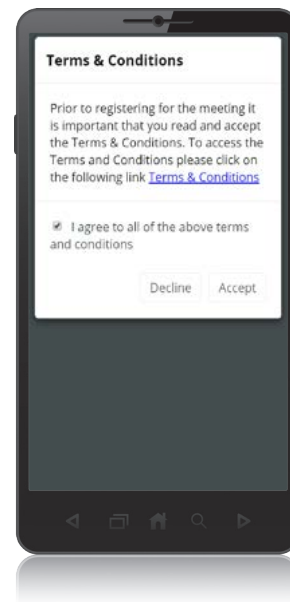 Terms & Conditions
Prior to registering for the meeting it
is important that you read and accept
the Terms & Conditions. To access the
Terms and Conditions please click on
the following link Terms & Conditions
I agree to all of the above terms
and conditions
Decline Accept